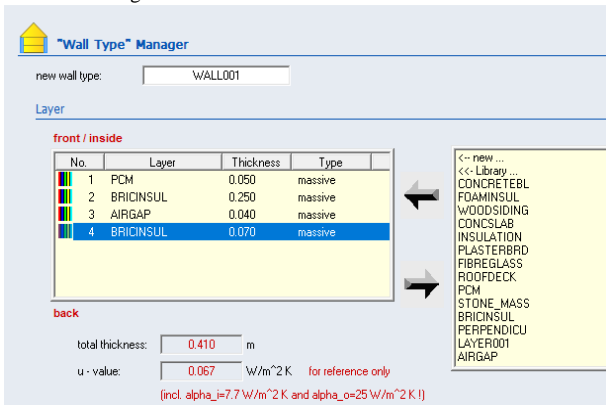 "Wall Type" Manager
new wall type: WALL001
Layer
front / inside
No. Layer Thickness Type
1 PCM 0.050 massive
2 BRICINSUL 0.250 massive
3 AIRGAP 0.040 massive
4 BRICINSUL 0.070 massive
back
total thickness: 0.410 m
u - value: 0.067 W/m^2 K for reference only
(incl. alpha_i=7.7 W/m^2 K and alpha_o=25 W/m^2 K !)
<-- new ...
<<- Library ...
CONCRETEBL
FOAMINSUL
WOODSIDING
CONCSLAB
INSULATION
PLASTERBRD
FIBREGLASS
ROOFDECK
PCM
STONE_MASS
BRICINSUL
PERPENDICU
LAYER001
AIRGAP